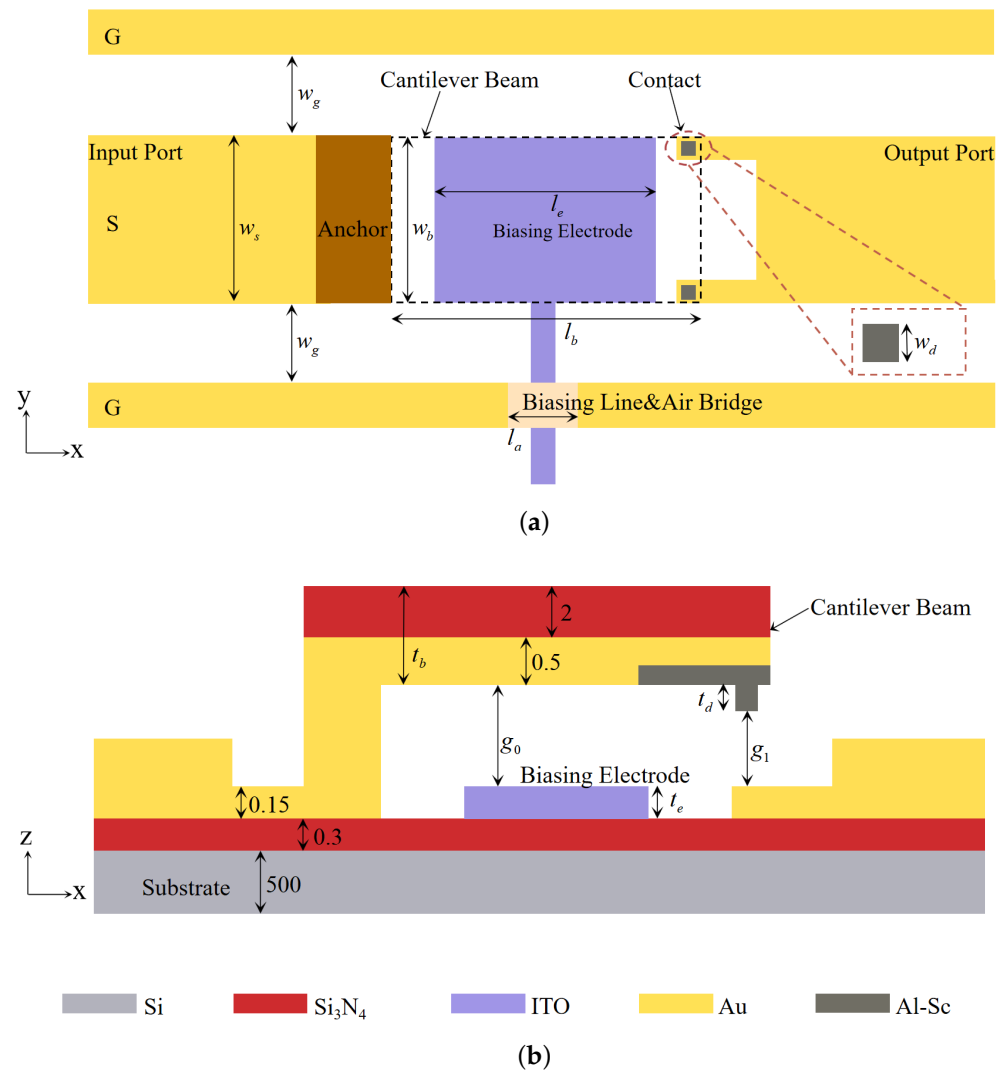 G
w_g
Cantilever Beam
Contact
Input Port
Output Port
S
w_s
Anchor
w_b
l_e
Biasing Electrode
w_g
l_b
w_d
y
x
G
Biasing Line&Air Bridge
l_a
(a)
2
Cantilever Beam
t_b
0.5
t_d
g_0
g_1
Biasing Electrode
0.15
t_e
0.3
z
x
Substrate
500
Si
Si₃N₄
ITO
Au
Al-Sc
(b)